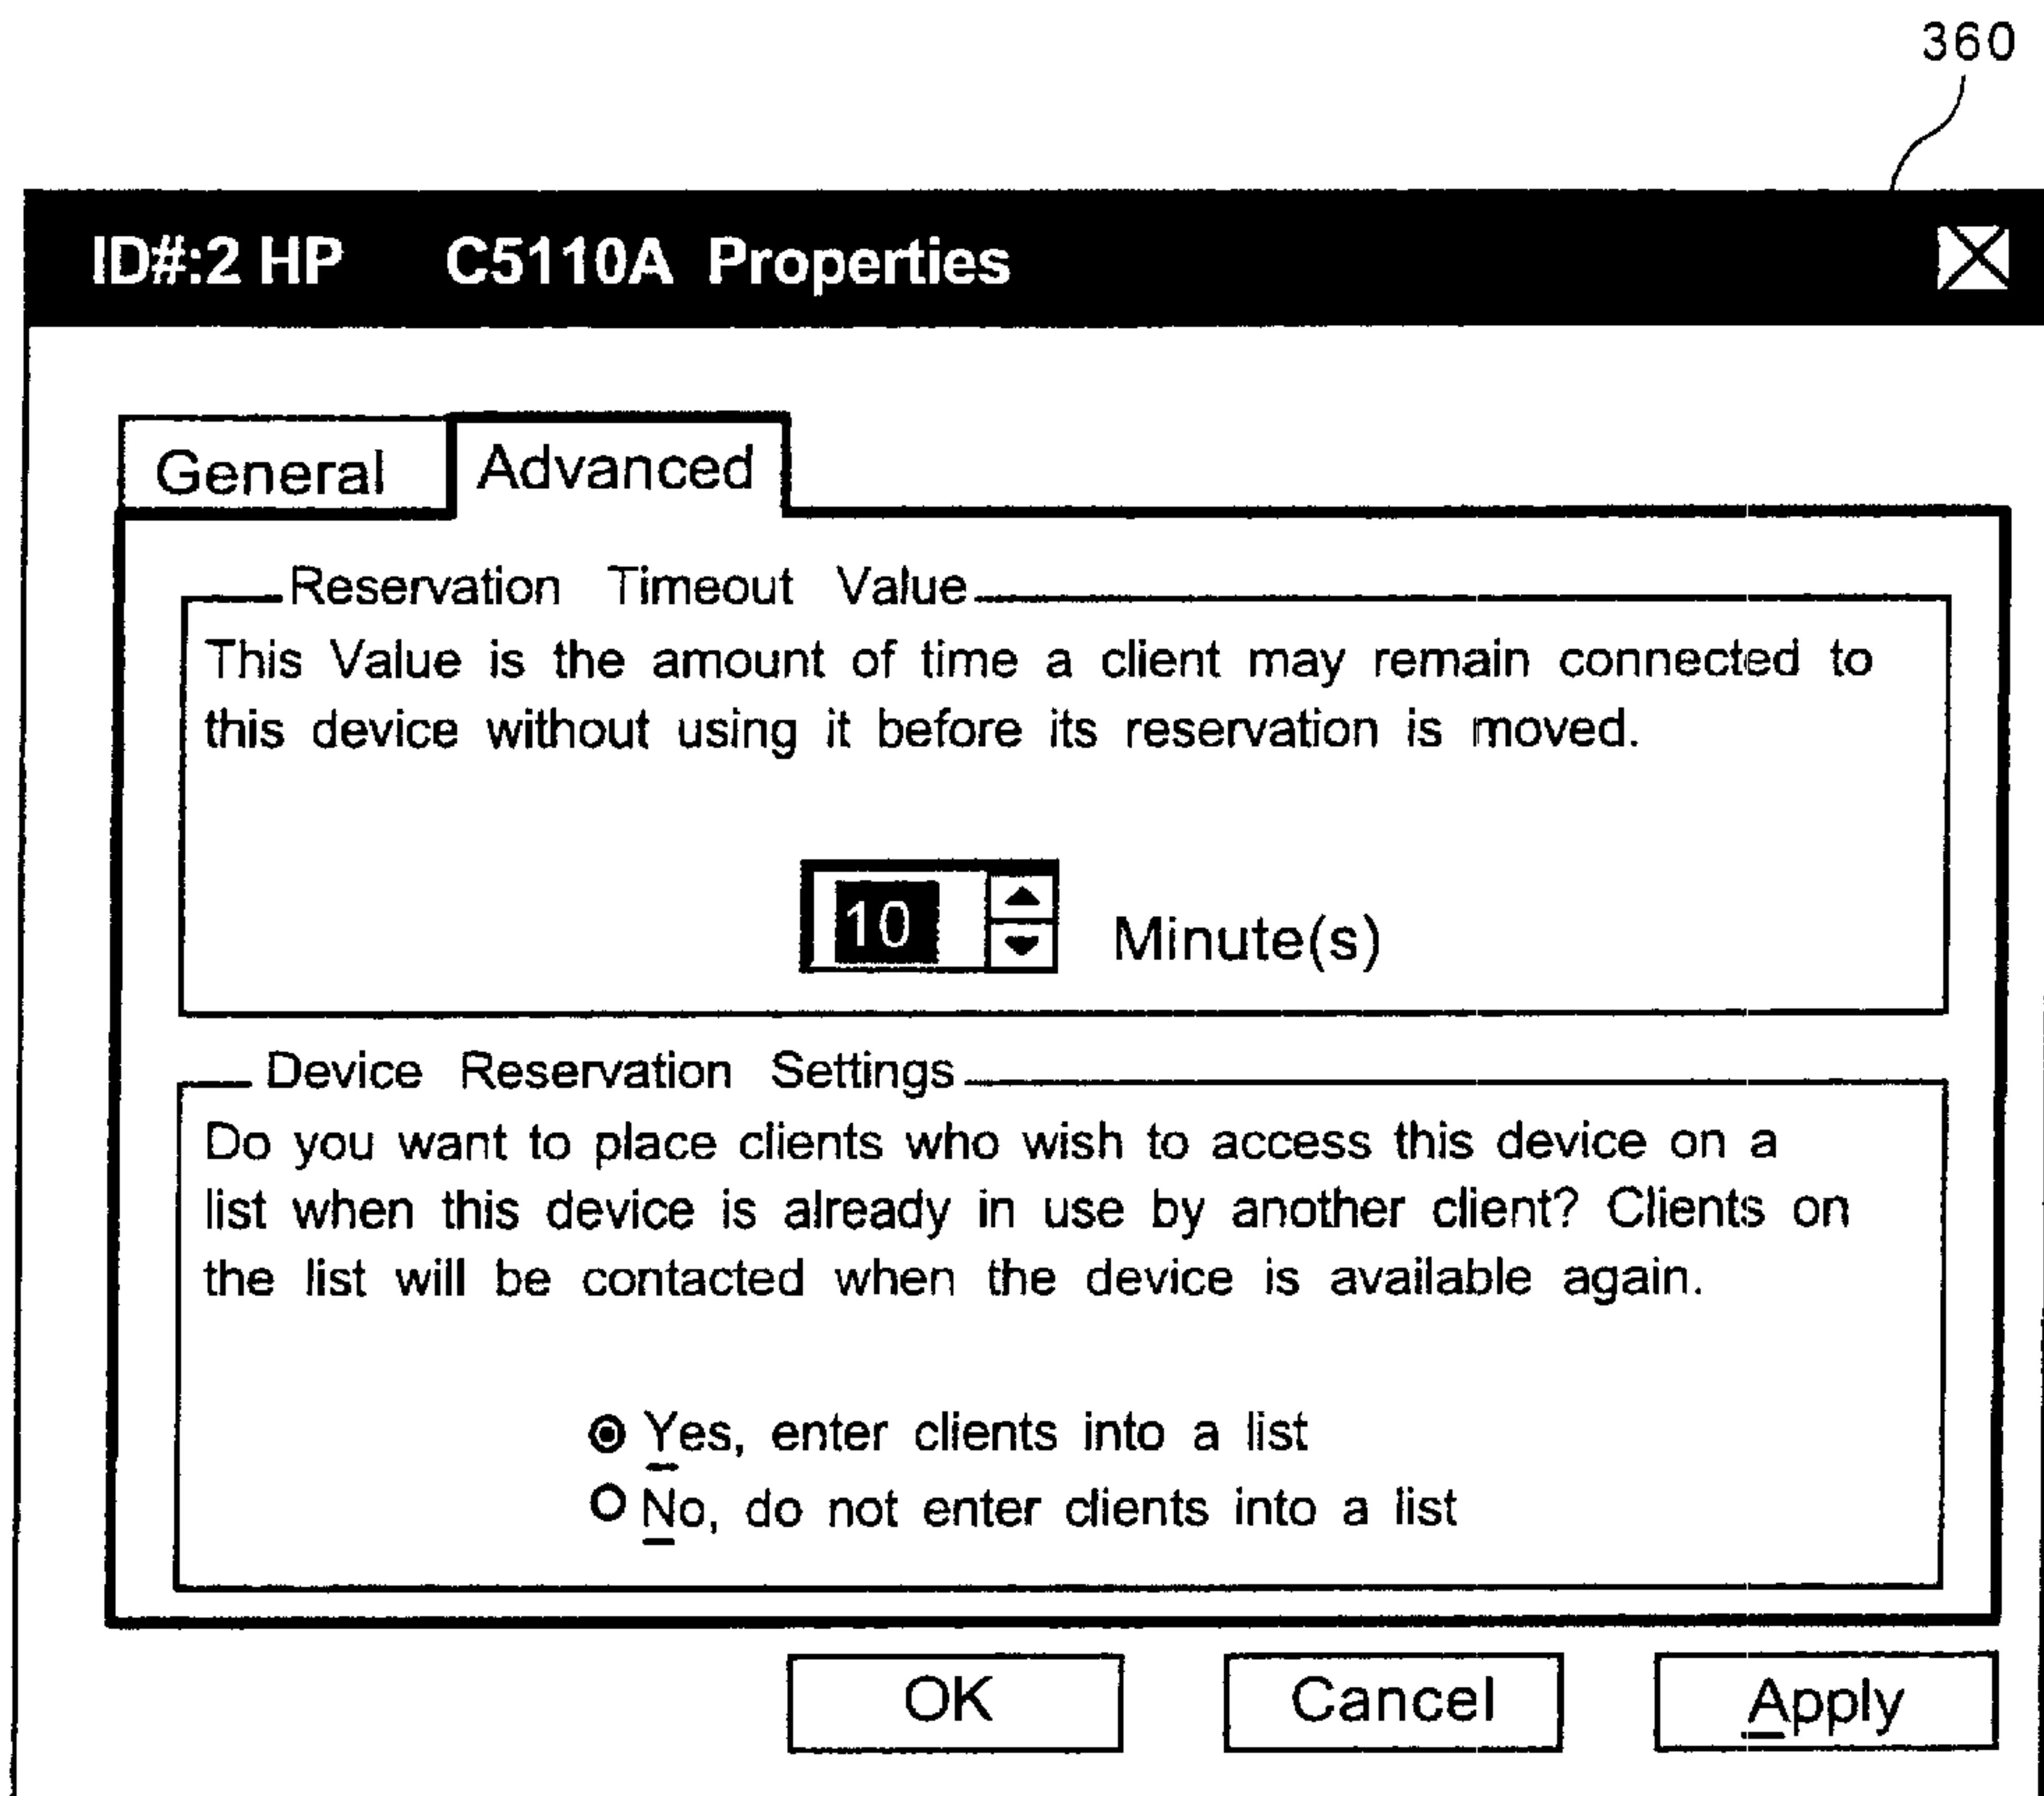 360
ID#:2 HP C5110A Properties
General Advanced
Reservation Timeout Value
This Value is the amount of time a client may remain connected to
this device without using it before its reservation is moved.
10 Minute(s)
Device Reservation Settings
Do you want to place clients who wish to access this device on a
list when this device is already in use by another client? Clients on
the list will be contacted when the device is available again.
Yes, enter clients into a list
No, do not enter clients into a list
OK Cancel Apply